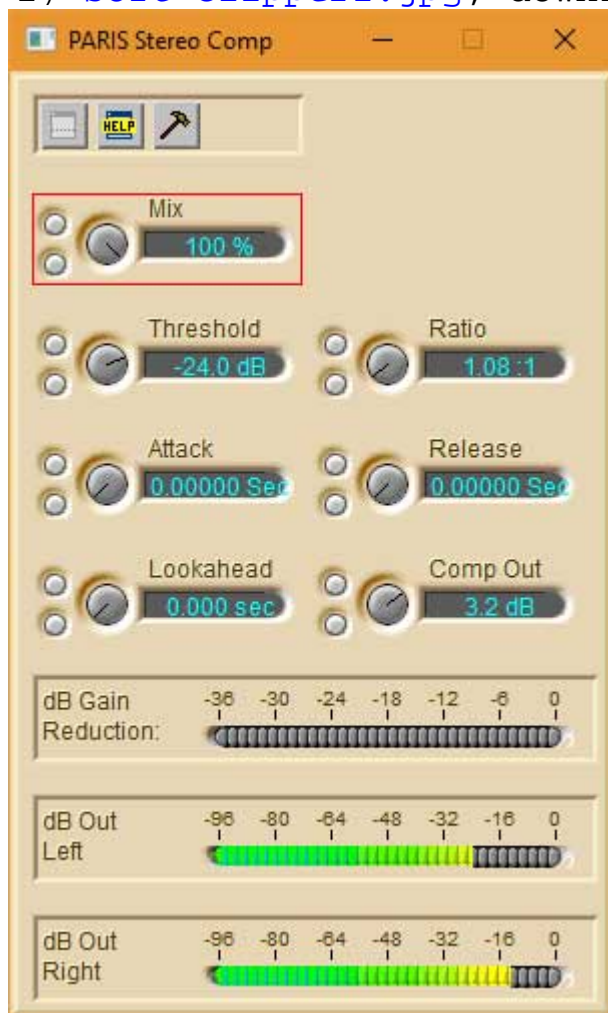 PARIS Stereo Comp
HELP
Mix
100 %
Threshold
-24.0 dB
Ratio
1.08 :1
Attack
0.00000 Sec
Release
0.00000 Sec
Lookahead
0.000 sec
Comp Out
3.2 dB
dB Gain -36 -30 -24 -18 -12 -6 0
Reduction:
dB Out -96 -80 -64 -48 -32 -16 0
Left
dB Out -96 -80 -64 -48 -32 -16 0
Right